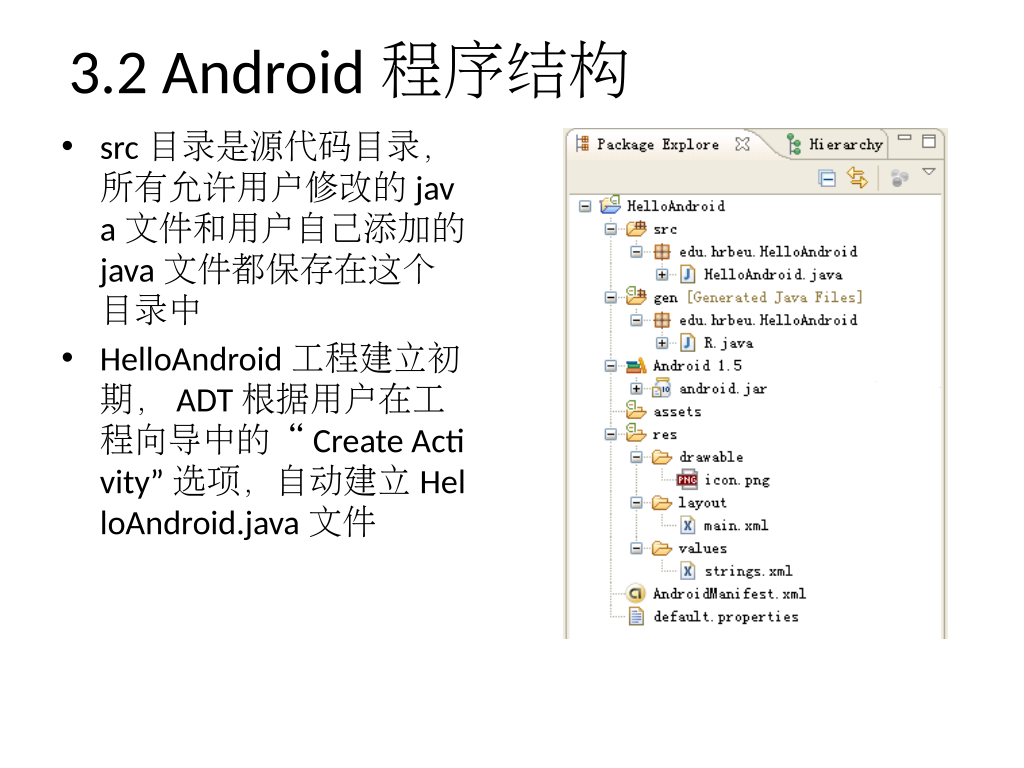 3.2 Android 程序结构
• src 目录是源代码目录，
所有允许用户修改的 jav
a 文件和用户自己添加的
java 文件都保存在这个
目录中
• HelloAndroid 工程建立初
期， ADT 根据用户在工
程向导中的 “ Create Acti
vity” 选项，自动建立 Hel
loAndroid.java 文件
Package Explore Hierarchy
HelloAndroid
src
edu.hrbeu.HelloAndroid
HelloAndroid.java
gen [Generated Java Files]
edu.hrbeu.HelloAndroid
R.java
Android 1.5
android.jar
assets
res
drawable
icon.png
layout
main.xml
values
strings.xml
AndroidManifest.xml
default.properties